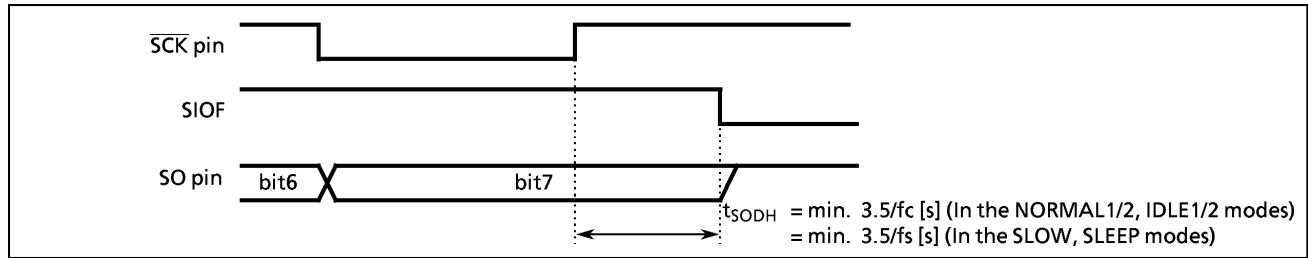 SCK pin
SIOF
SO pin bit6 bit7
tSODH = min. 3.5/fc [s] (In the NORMAL1/2, IDLE1/2 modes)
= min. 3.5/fs [s] (In the SLOW, SLEEP modes)